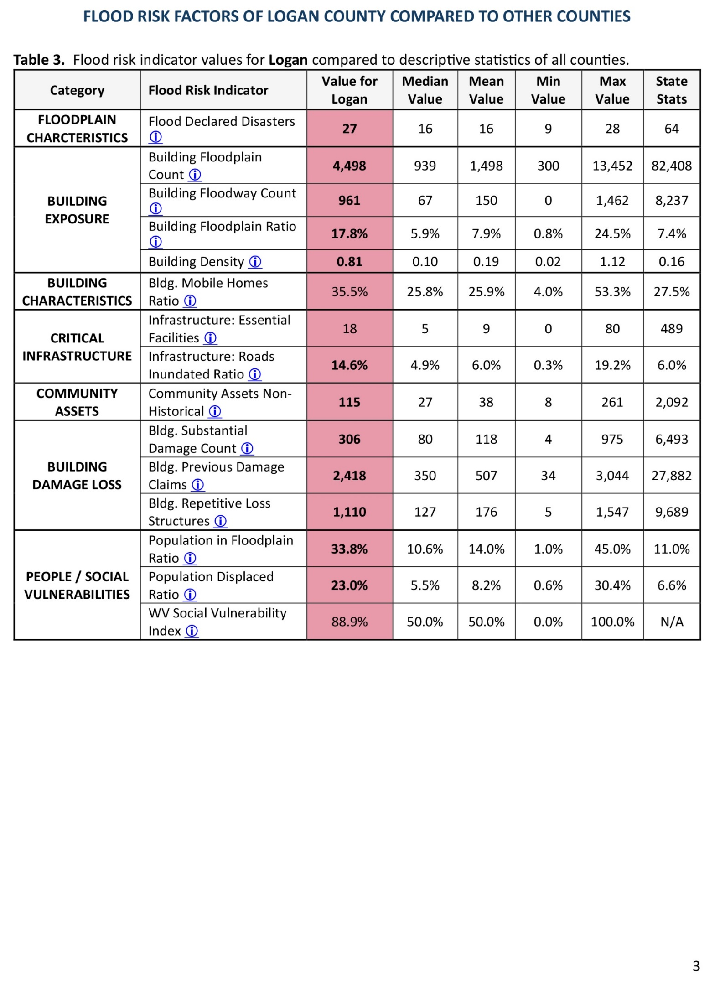 FLOOD RISK FACTORS OF LOGAN COUNTY COMPARED TO OTHER COUNTIES
Table 3. Flood risk indicator values for Logan compared to descriptive statistics of all counties.
Category Flood Risk Indicator Value for Logan Median Value Mean Value Min Value Max Value State Stats
FLOODPLAIN CHARCTERISTICS Flood Declared Disasters ⓘ 27 16 16 9 28 64
BUILDING EXPOSURE Building Floodplain Count ⓘ 4,498 939 1,498 300 13,452 82,408
Building Floodway Count ⓘ 961 67 150 0 1,462 8,237
Building Floodplain Ratio ⓘ 17.8% 5.9% 7.9% 0.8% 24.5% 7.4%
Building Density ⓘ 0.81 0.10 0.19 0.02 1.12 0.16
BUILDING CHARACTERISTICS Bldg. Mobile Homes Ratio ⓘ 35.5% 25.8% 25.9% 4.0% 53.3% 27.5%
CRITICAL INFRASTRUCTURE Infrastructure: Essential Facilities ⓘ 18 5 9 0 80 489
Infrastructure: Roads Inundated Ratio ⓘ 14.6% 4.9% 6.0% 0.3% 19.2% 6.0%
COMMUNITY ASSETS Community Assets Non-Historical ⓘ 115 27 38 8 261 2,092
BUILDING DAMAGE LOSS Bldg. Substantial Damage Count ⓘ 306 80 118 4 975 6,493
Bldg. Previous Damage Claims ⓘ 2,418 350 507 34 3,044 27,882
Bldg. Repetitive Loss Structures ⓘ 1,110 127 176 5 1,547 9,689
PEOPLE / SOCIAL VULNERABILITIES Population in Floodplain Ratio ⓘ 33.8% 10.6% 14.0% 1.0% 45.0% 11.0%
Population Displaced Ratio ⓘ 23.0% 5.5% 8.2% 0.6% 30.4% 6.6%
WV Social Vulnerability Index ⓘ 88.9% 50.0% 50.0% 0.0% 100.0% N/A
3